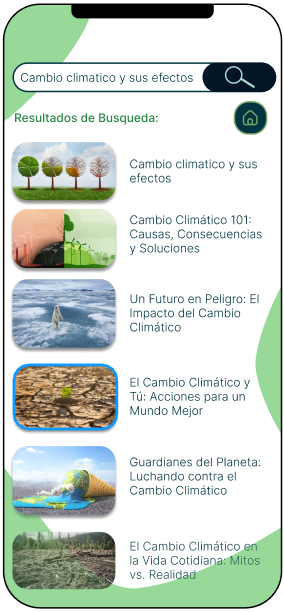 Cambio climatico y sus efectos
Resultados de Busqueda:
Cambio climatico y sus
efectos
Cambio Climático 101:
Causas, Consecuencias
y Soluciones
Un Futuro en Peligro: El
Impacto del Cambio
Climático
El Cambio Climático y
Tú: Acciones para un
Mundo Mejor
Guardianes del Planeta:
Luchando contra el
Cambio Climático
El Cambio Climático en
la Vida Cotidiana: Mitos
vs. Realidad